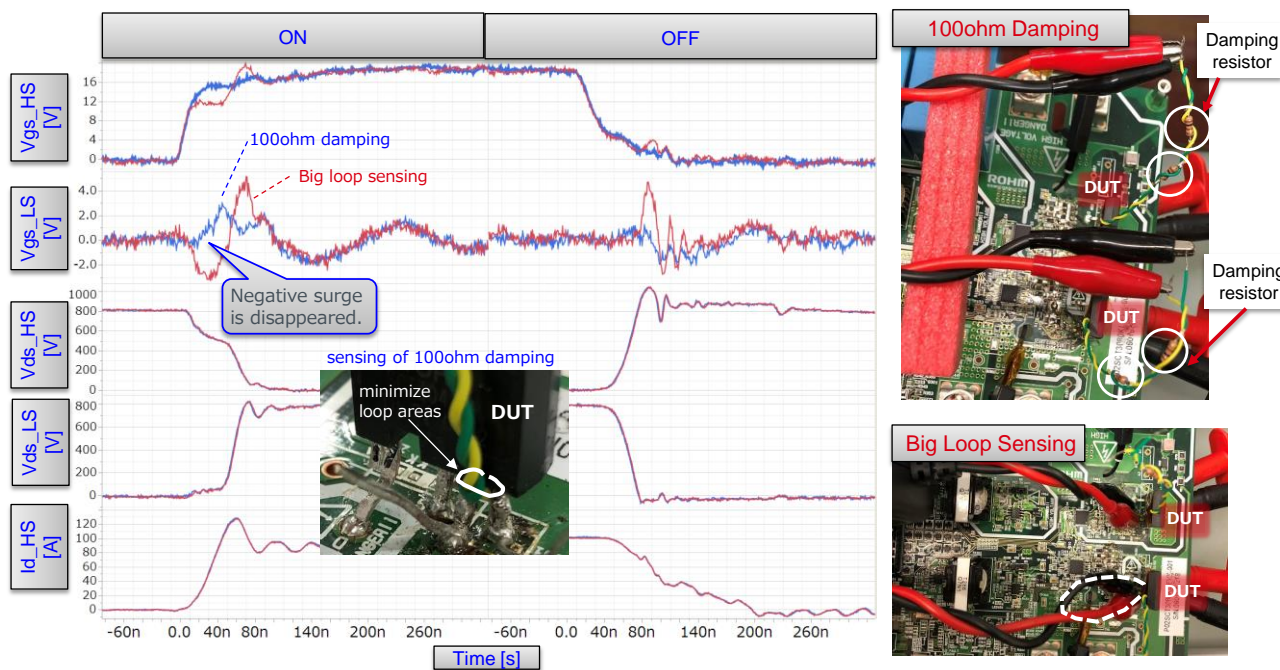 ON
OFF
Vgs_HS
[V]
16
12
8
4
0
100ohm damping
Big loop sensing
Vgs_LS
[V]
4.0
2.0
0.0
-2.0
Negative surge
is disappeared.
Vds_HS
[V]
1000
800
600
400
200
0
sensing of 100ohm damping
minimize
loop areas
DUT
Vds_LS
[V]
800
600
400
200
0
Id_HS
[A]
120
100
80
60
40
20
0
-60n 0.0 40n 80n 140n 200n 260n -60n 0.0 40n 80n 140n 200n 260n
Time [s]
100ohm Damping
Damping
resistor
DANGER!!
HIGH VOLTAGE
ROHM
DUT
DUT
Damping
resistor
Big Loop Sensing
HIGH
DUT
DUT